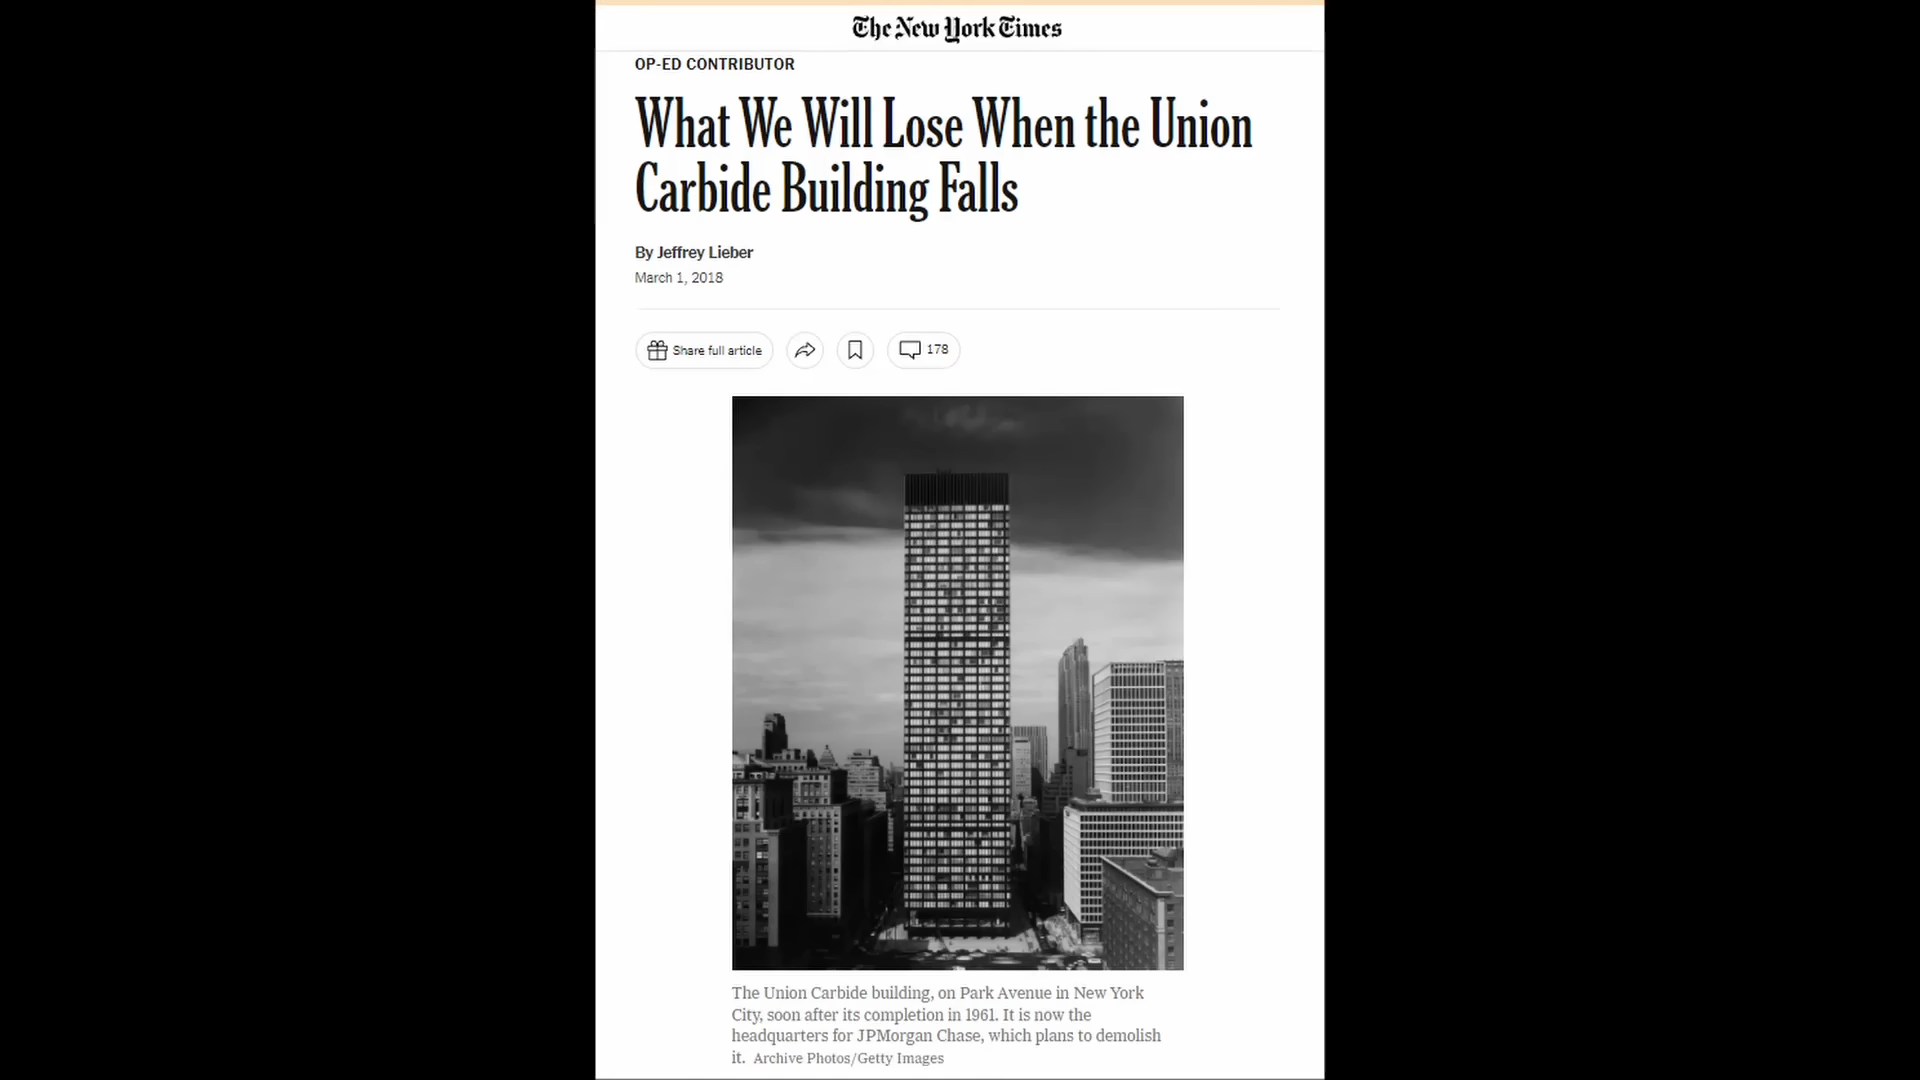 The New York Times
OP-ED CONTRIBUTOR
What We Will Lose When the Union
Carbide Building Falls
By Jeffrey Lieber
March 1, 2018
Share full article
178
The Union Carbide building, on Park Avenue in New York
City, soon after its completion in 1961. It is now the
headquarters for JPMorgan Chase, which plans to demolish
it. Archive Photos/Getty Images